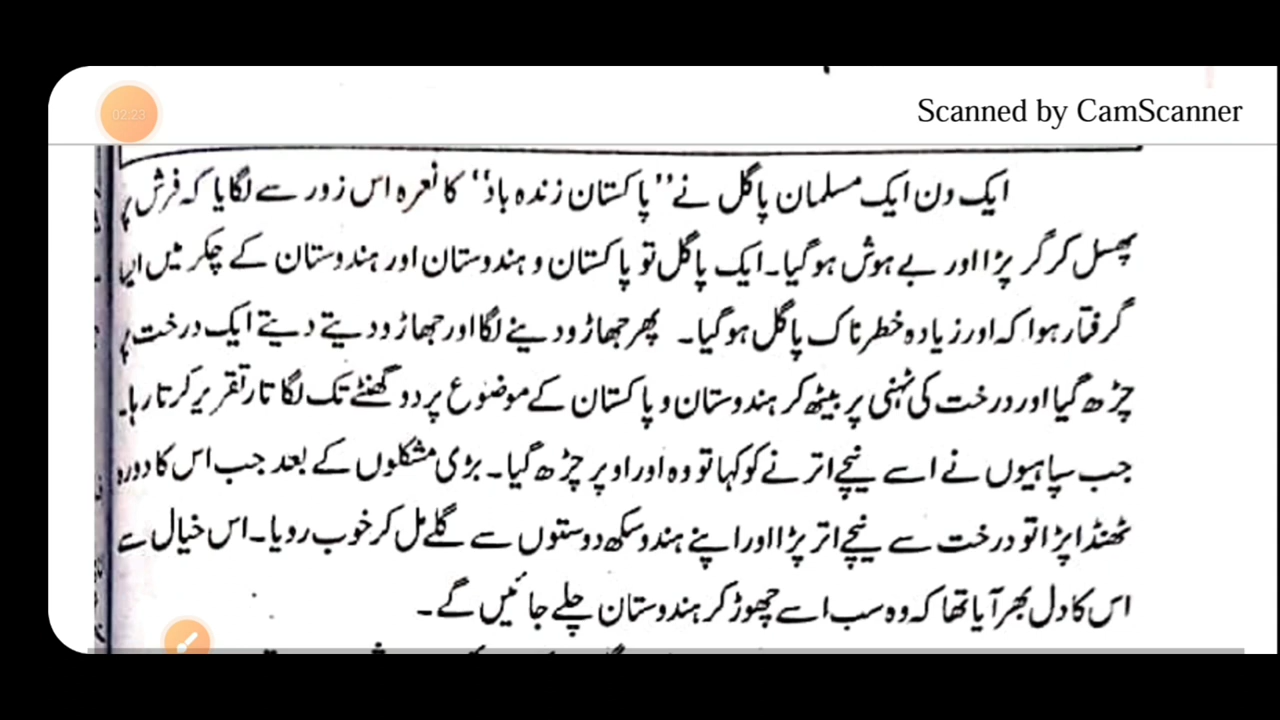 Scanned by CamScanner
02:23
ایک دن ایک مسلمان پاگل نے ”پاکستان زندہ باد“ کا نعرہ اس زور سے لگایا کہ فرش پر
پھسل کر گر پڑا اور بے ہوش ہوگیا۔ ایک پاگل تو پاکستان و ہندوستان اور ہندوستان کے چکر میں ایسا
گرفتار ہوا کہ اور زیادہ خطرناک پاگل ہوگیا۔ پھر جھاڑو دینے لگا اور جھاڑو دیتے دیتے ایک درخت پر
چڑھ گیا اور درخت کی ٹہنی پر بیٹھ کر ہندوستان و پاکستان کے موضوع پر دو گھنٹے تک لگا تار تقریر کرتا رہا۔
جب سپاہیوں نے اسے نیچے اترنے کو کہا تو وہ اور اوپر چڑھ گیا۔ بڑی مشکلوں کے بعد جب اس کا دورہ
ٹھنڈا پڑا تو درخت سے نیچے اتر پڑا اور اپنے ہندو سکھ دوستوں سے گلے مل کر خوب رویا۔ اس خیال سے
اس کا دل بھر آیا تھا کہ وہ سب اسے چھوڑ کر ہندوستان چلے جائیں گے۔